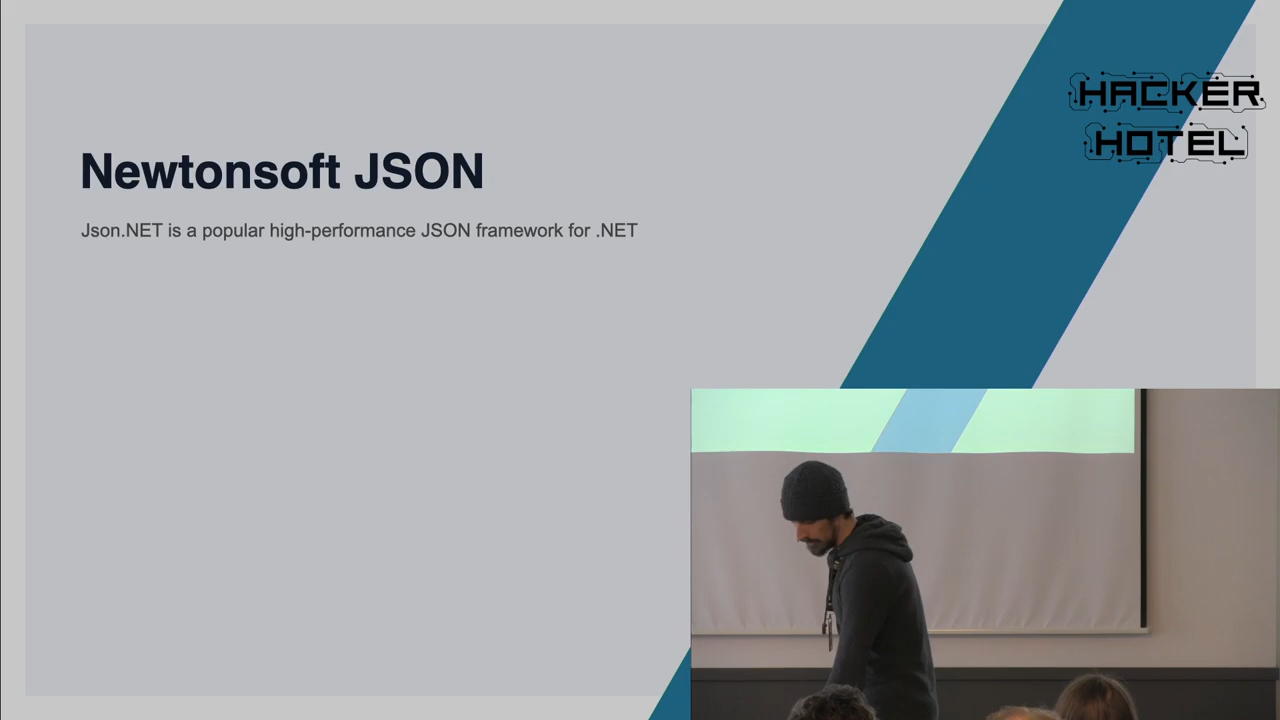 HACKER
HOTEL
Newtonsoft JSON
Json.NET is a popular high-performance JSON framework for .NET